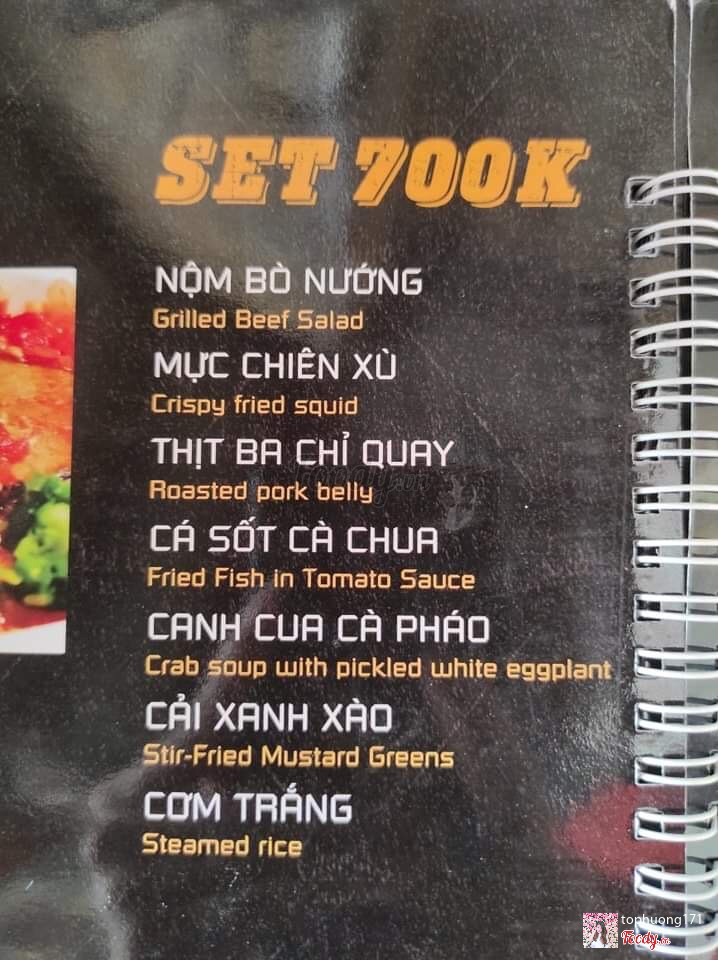 SET 700K
NỘM BÒ NƯỚNG
Grilled Beef Salad
MỰC CHIÊN XÙ
Crispy fried squid
THỊT BA CHỈ QUAY
Roasted pork belly
CÁ SỐT CÀ CHUA
Fried Fish in Tomato Sauce
CANH CUA CÀ PHÁO
Crab soup with pickled white eggplant
CẢI XANH XÀO
Stir-Fried Mustard Greens
CƠM TRẮNG
Steamed rice
tophuong171
Foody.vn